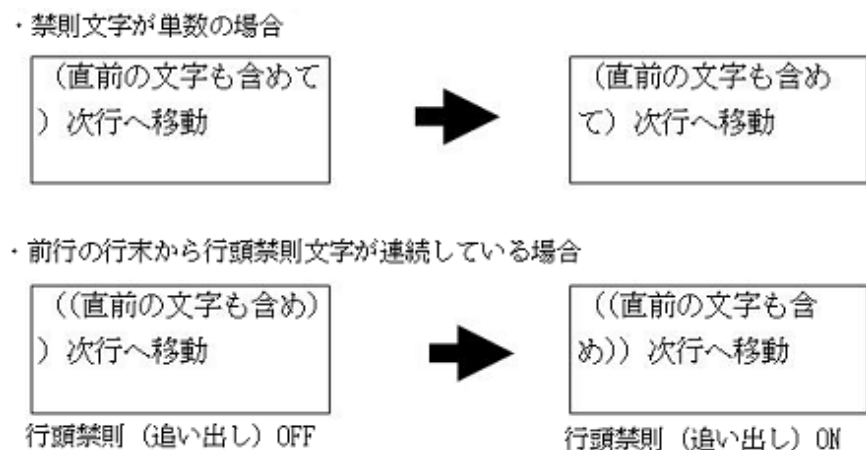 ・禁則文字が単数の場合
(直前の文字も含めて
) 次行へ移動
(直前の文字も含め
て) 次行へ移動
・前行の行末から行頭禁則文字が連続している場合
((直前の文字も含め)
) 次行へ移動
((直前の文字も含
め)) 次行へ移動
行頭禁則 (追い出し) OFF
行頭禁則 (追い出し) ON